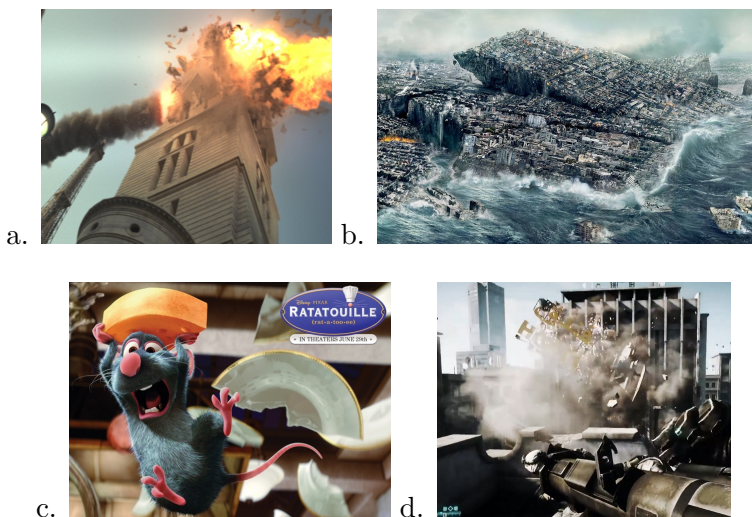 a.
b.
Disney PIXAR
RATATOUILLE
(rat·a·too·ee)
• IN THEATERS JUNE 29th •
c.
d.